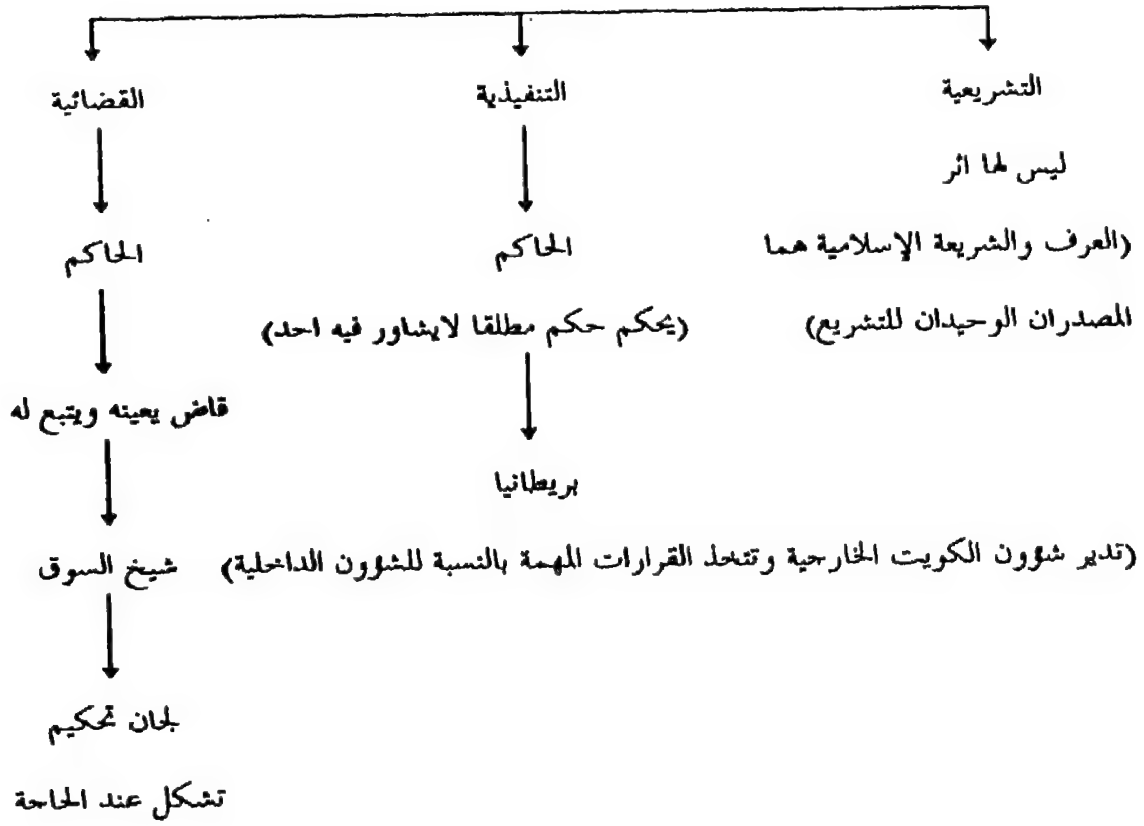 التشريعية
ليس لها اثر
(العرف والشريعة الإسلامية هما
المصدران الوحيدان للتشريع)
التنفيذية
الحاكم
(يحكم حكم مطلقا لايشاور فيه احد)
بريطانيا
(تدير شؤون الكويت الخارجية وتتخذ القرارات المهمة بالنسبة للشؤون الداخلية)
القضائية
الحاكم
قاض يعينه ويتبع له
شيخ السوق
لجان تحكيم
تشكل عند الحاجة